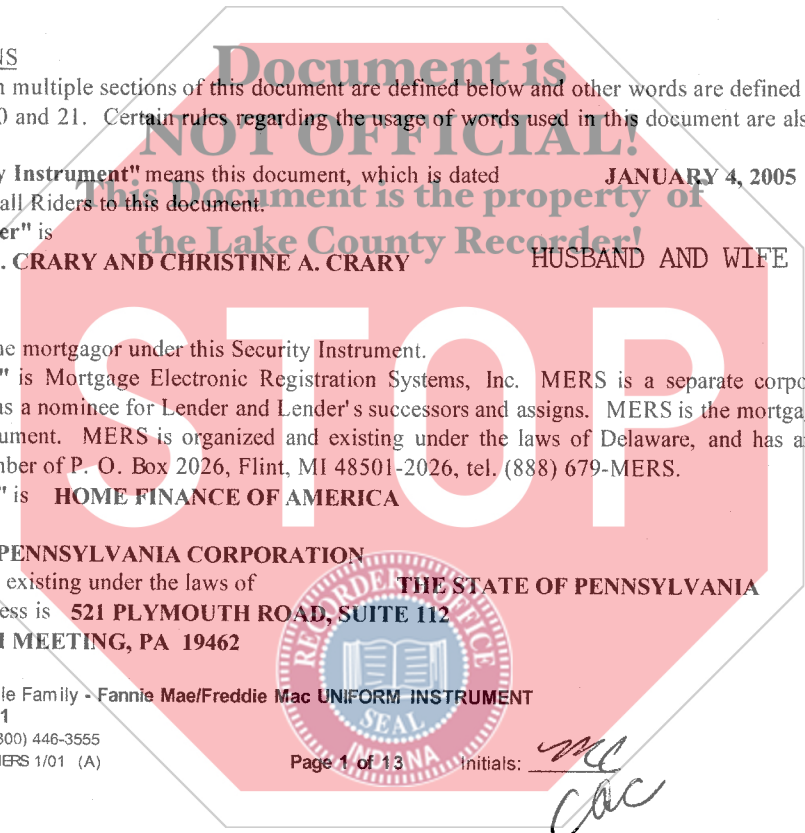 NS
n multiple sections of this document are defined below and other words are defined
0 and 21. Certain rules regarding the usage of words used in this document are als
y Instrument" means this document, which is dated JANUARY 4, 2005
all Riders to this document.
er" is
. CRARY AND CHRISTINE A. CRARY HUSBAND AND WIFE
Document is
NOT OFFICIAL!
This Document is the property of
the Lake County Recorder!
STOP
he mortgagor under this Security Instrument.
" is Mortgage Electronic Registration Systems, Inc. MERS is a separate corpo
as a nominee for Lender and Lender's successors and assigns. MERS is the mortga
ument. MERS is organized and existing under the laws of Delaware, and has a
mber of P. O. Box 2026, Flint, MI 48501-2026, tel. (888) 679-MERS.
" is HOME FINANCE OF AMERICA
PENNSYLVANIA CORPORATION
existing under the laws of THE STATE OF PENNSYLVANIA
ess is 521 PLYMOUTH ROAD, SUITE 112
H MEETING, PA 19462
le Family - Fannie Mae/Freddie Mac UNIFORM INSTRUMENT
1
800) 446-3555
MERS 1/01 (A)
Page 1 of 13 Initials: mc
cac
RECORDER'S OFFICE
SEAL
INDIANA